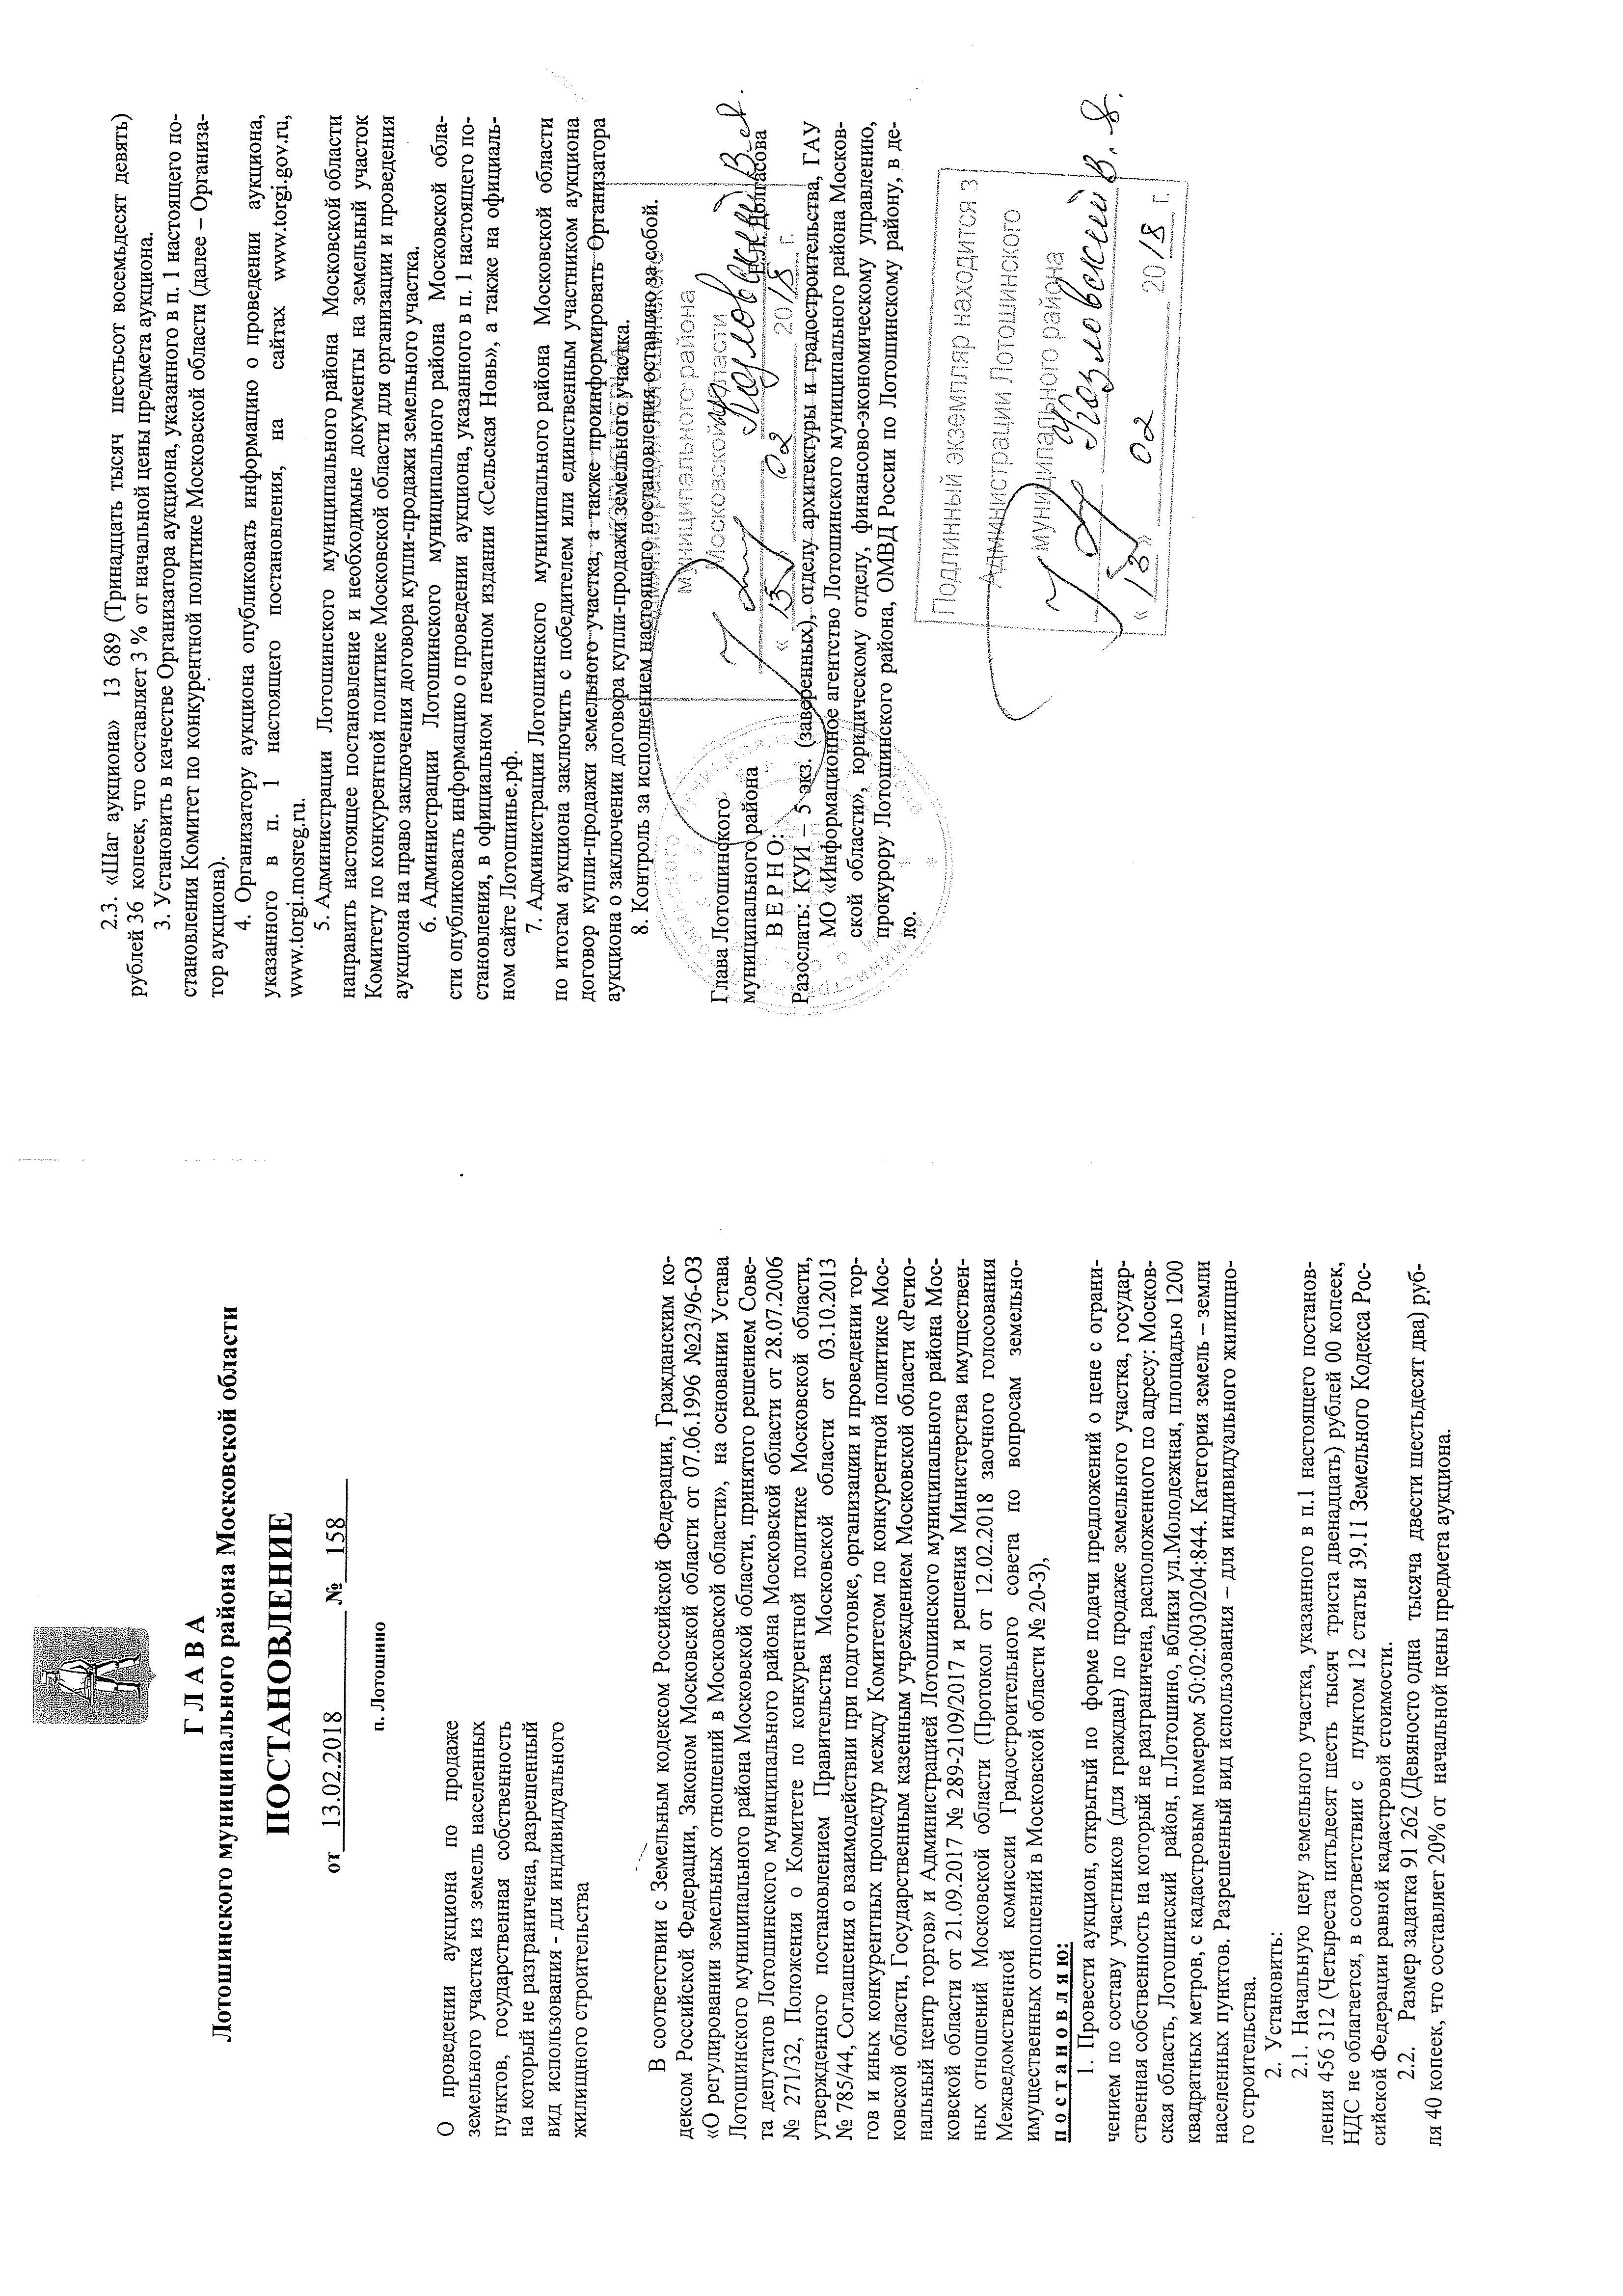 Г Л А В А
Лотошинского муниципального района Московской области
ПОСТАНОВЛЕНИЕ
от 13.02.2018 № 158
п. Лотошино
О проведении аукциона по продаже
земельного участка из земель населенных
пунктов, государственная собственность
на который не разграничена, разрешенный
вид использования - для индивидуального
жилищного строительства
В соответствии с Земельным кодексом Российской Федерации, Гражданским ко-
дексом Российской Федерации, Законом Московской области от 07.06.1996 №23/96-ОЗ
«О регулировании земельных отношений в Московской области», на основании Устава
Лотошинского муниципального района Московской области, принятого решением Сове-
та депутатов Лотошинского муниципального района Московской области от 28.07.2006
№ 271/32, Положения о Комитете по конкурентной политике Московской области,
утвержденного постановлением Правительства Московской области от 03.10.2013
№ 785/44, Соглашения о взаимодействии при подготовке, организации и проведении тор-
гов и иных конкурентных процедур между Комитетом по конкурентной политике Мос-
ковской области, Государственным казенным учреждением Московской области «Регио-
нальный центр торгов» и Администрацией Лотошинского муниципального района Мос-
ковской области от 21.09.2017 № 289-2109/2017 и решения Министерства имуществен-
ных отношений Московской области (Протокол от 12.02.2018 заочного голосования
Межведомственной комиссии Градостроительного совета по вопросам земельно-
имущественных отношений в Московской области № 20-З),
п о с т а н о в л я ю:
1. Провести аукцион, открытый по форме подачи предложений о цене с ограни-
чением по составу участников (для граждан) по продаже земельного участка, государ-
ственная собственность на который не разграничена, расположенного по адресу: Москов-
ская область, Лотошинский район, п.Лотошино, вблизи ул.Молодежная, площадью 1200
квадратных метров, с кадастровым номером 50:02:0030204:844. Категория земель – земли
населенных пунктов. Разрешенный вид использования – для индивидуального жилищно-
го строительства.
2. Установить:
2.1. Начальную цену земельного участка, указанного в п.1 настоящего постанов-
ления 456 312 (Четыреста пятьдесят шесть тысяч триста двенадцать) рублей 00 копеек,
НДС не облагается, в соответствии с пунктом 12 статьи 39.11 Земельного Кодекса Рос-
сийской Федерации равной кадастровой стоимости.
2.2. Размер задатка 91 262 (Девяносто одна тысяча двести шестьдесят два) руб-
ля 40 копеек, что составляет 20% от начальной цены предмета аукциона.
2.3. «Шаг аукциона» 13 689 (Тринадцать тысяч шестьсот восемьдесят девять)
рублей 36 копеек, что составляет 3 % от начальной цены предмета аукциона.
3. Установить в качестве Организатора аукциона, указанного в п. 1 настоящего по-
становления Комитет по конкурентной политике Московской области (далее – Организа-
тор аукциона).
4. Организатору аукциона опубликовать информацию о проведении аукциона,
указанного в п. 1 настоящего постановления, на сайтах www.torgi.gov.ru,
www.torgi.mosreg.ru.
5. Администрации Лотошинского муниципального района Московской области
направить настоящее постановление и необходимые документы на земельный участок
Комитету по конкурентной политике Московской области для организации и проведения
аукциона на право заключения договора купли-продажи земельного участка.
6. Администрации Лотошинского муниципального района Московской обла-
сти опубликовать информацию о проведении аукциона, указанного в п. 1 настоящего по-
становления, в официальном печатном издании «Сельская Новь», а также на официаль-
ном сайте Лотошинье.рф.
7. Администрации Лотошинского муниципального района Московской области
по итогам аукциона заключить с победителем или единственным участником аукциона
договор купли-продажи земельного участка, а также проинформировать Организатора
аукциона о заключении договора купли-продажи земельного участка.
8. Контроль за исполнением настоящего постановления оставляю за собой.
муниципального района
Московской области
Глава Лотошинского
муниципального района Е.Л. Долгасова
« 13 » 02 2018 г.
В Е Р Н О:
Разослать: КУИ – 5 экз. (заверенных), отделу архитектуры и градостроительства, ГАУ
МО «Информационное агентство Лотошинского муниципального района Москов-
ской области», юридическому отделу, финансово-экономическому управлению,
прокурору Лотошинского района, ОМВД России по Лотошинскому району, в де-
ло.
Подлинный экземпляр находится в
Администрации Лотошинского
муниципального района
Козловский В. Я.
« 13 » 02 2018 г.